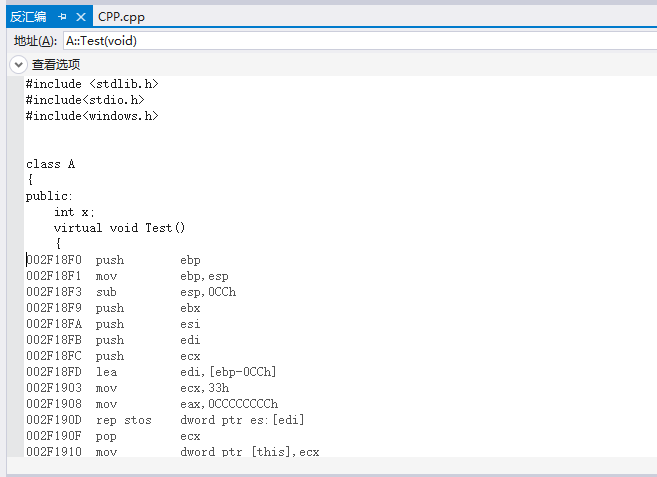 反汇编 CPP.cpp
地址(A): A::Test(void)
查看选项
#include <stdlib.h>
#include<stdio.h>
#include<windows.h>
class A
{
public:
    int x;
    virtual void Test()
    {
002F18F0  push        ebp
002F18F1  mov         ebp,esp
002F18F3  sub         esp,0CCh
002F18F9  push        ebx
002F18FA  push        esi
002F18FB  push        edi
002F18FC  push        ecx
002F18FD  lea         edi,[ebp-0CCh]
002F1903  mov         ecx,33h
002F1908  mov         eax,0CCCCCCCCh
002F190D  rep stos    dword ptr es:[edi]
002F190F  pop         ecx
002F1910  mov         dword ptr [this],ecx